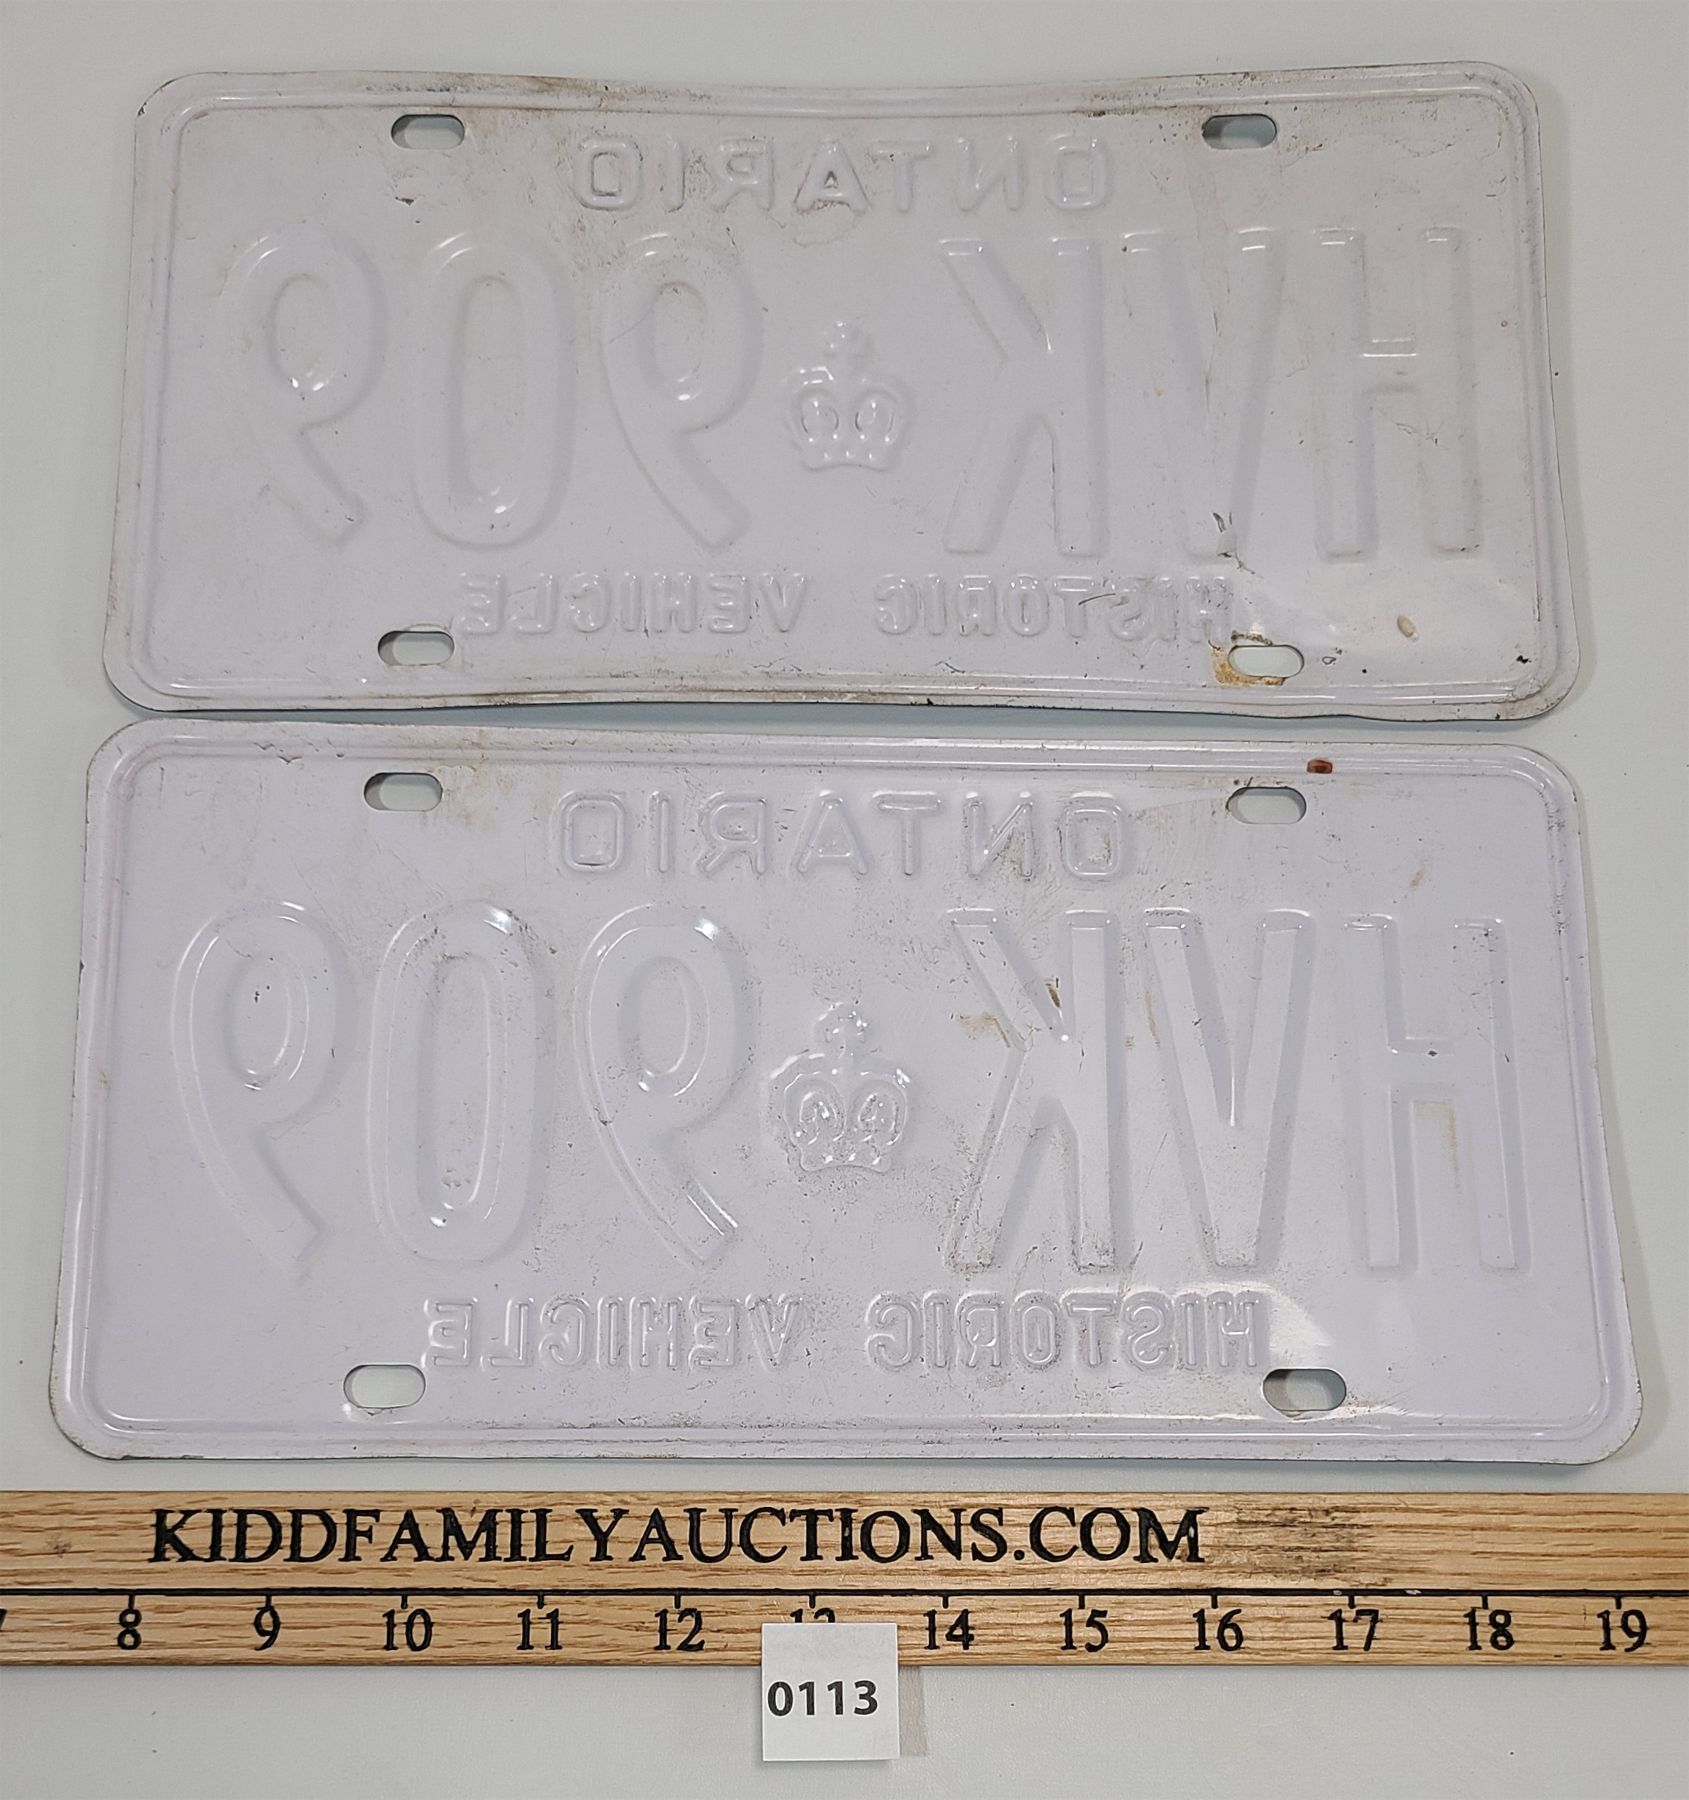 ONTARIO
HVK 909
HISTORIC VEHICLE
ONTARIO
HVK 909
HISTORIC VEHICLE
KIDDFAMILYAUCTIONS.COM
8 9 10 11 12 14 15 16 17 18 19
0113